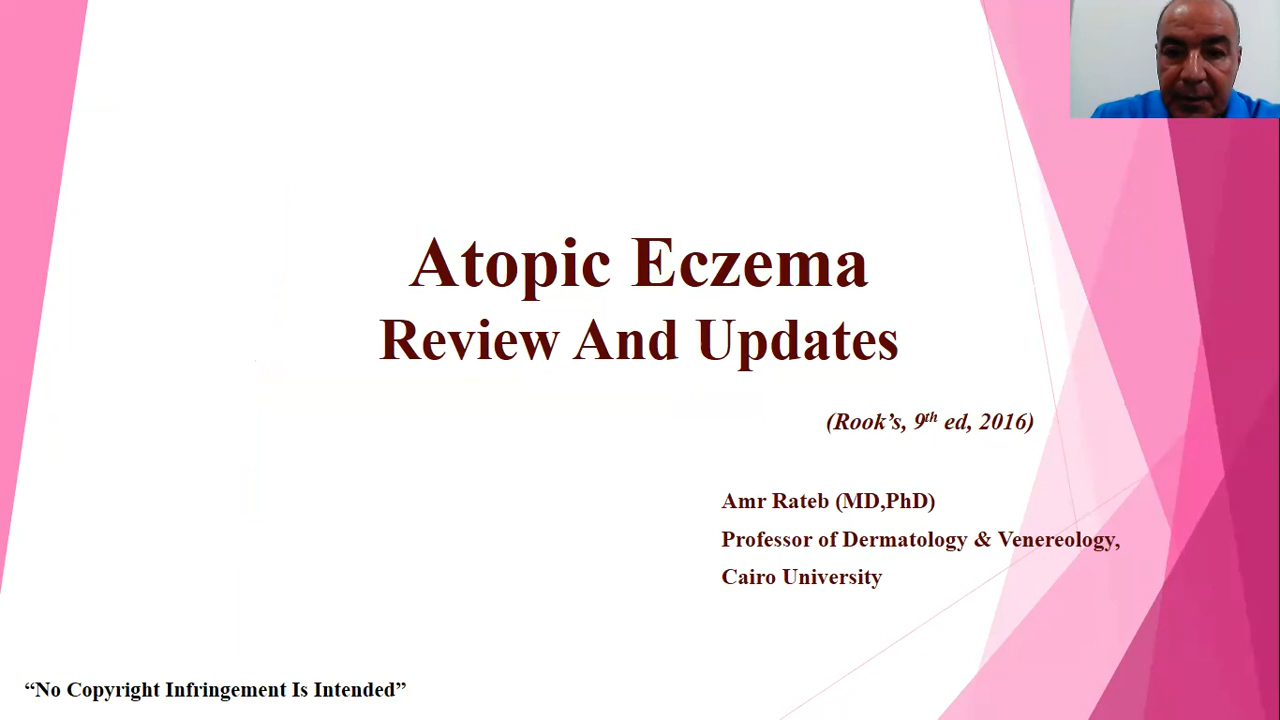 Atopic Eczema
Review And Updates
(Rook’s, 9th ed, 2016)
Amr Rateb (MD,PhD)
Professor of Dermatology & Venereology,
Cairo University
“No Copyright Infringement Is Intended”